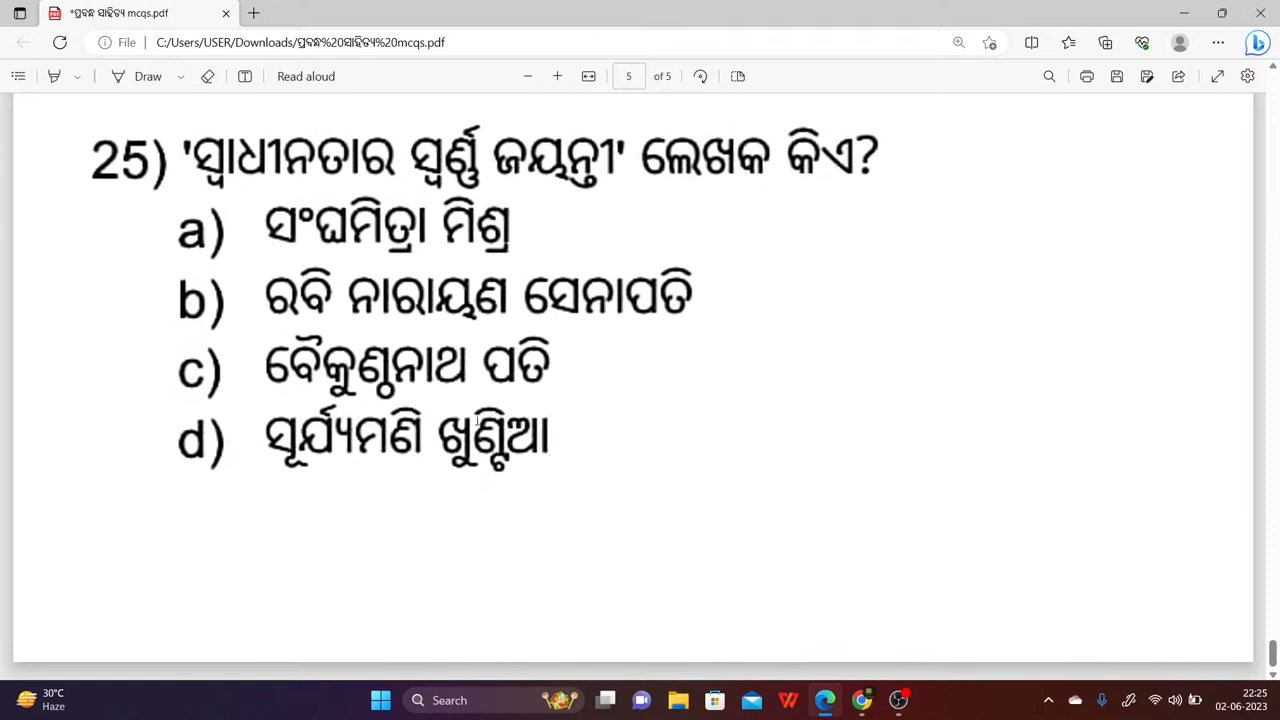 *ପ୍ରବନ୍ଧ ସାହିତ୍ୟ mcqs.pdf
File C:/Users/USER/Downloads/ପ୍ରବନ୍ଧ%20ସାହିତ୍ୟ%20mcqs.pdf
Draw Read aloud 5 of 5
25) 'ସ୍ୱାଧୀନତାର ସ୍ୱର୍ଣ୍ଣ ଜୟନ୍ତୀ' ଲେଖକ କିଏ?
a) ସଂଘମିତ୍ରା ମିଶ୍ର
b) ରବି ନାରାୟଣ ସେନାପତି
c) ବୈକୁଣ୍ଠନାଥ ପତି
d) ସୂର୍ଯ୍ୟମଣି ଖୁଣ୍ଟିଆ
30°C
Haze
Search
22:25
02-06-2023